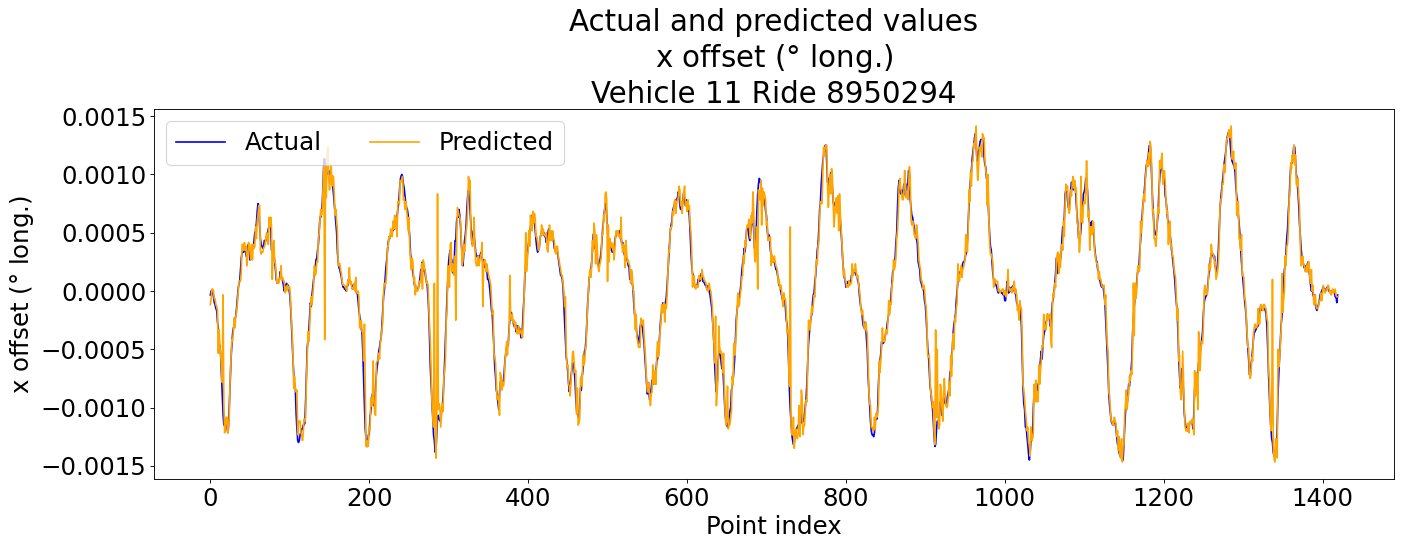 Actual and predicted values
x offset (° long.)
Vehicle 11 Ride 8950294
Actual Predicted
x offset (° long.)
0.0015
0.0010
0.0005
0.0000
−0.0005
−0.0010
−0.0015
0 200 400 600 800 1000 1200 1400
Point index